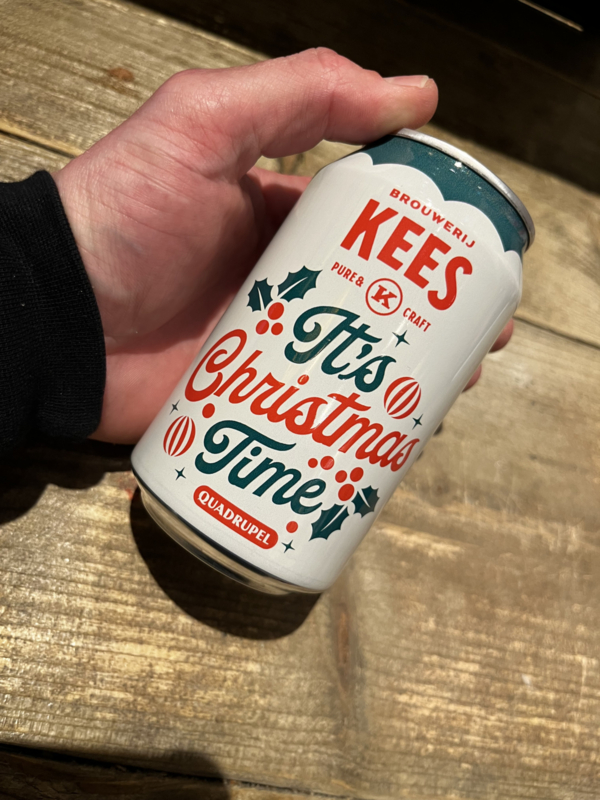 BROUWERIJ
KEES
PURE & K CRAFT
It's
Christmas
Time
QUADRUPEL